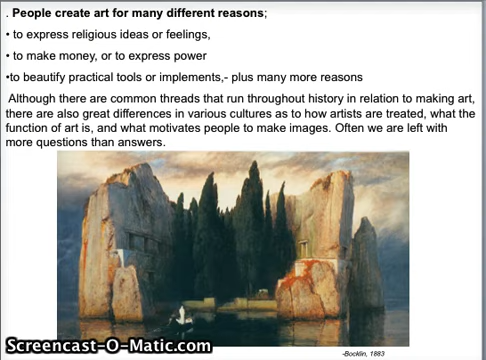 . People create art for many different reasons;
• to express religious ideas or feelings,
• to make money, or to express power
•to beautify practical tools or implements,- plus many more reasons
Although there are common threads that run throughout history in relation to making art,
there are also great differences in various cultures as to how artists are treated, what the
function of art is, and what motivates people to make images. Often we are left with
more questions than answers.
Screencast-O-Matic.com
-Bocklin, 1883